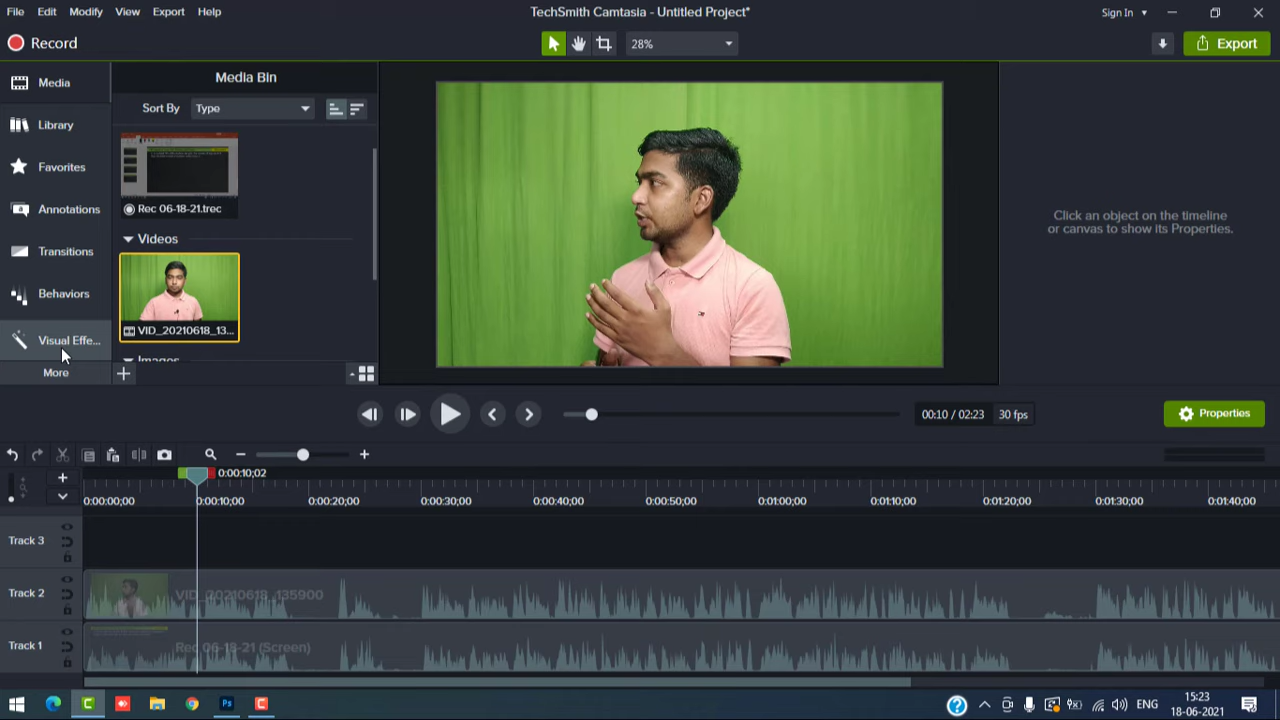 File Edit Modify View Export Help
TechSmith Camtasia - Untitled Project*
Sign In
Record
28%
Export
Media
Library
Favorites
Annotations
Transitions
Behaviors
Visual Effe...
More
Media Bin
Sort By Type
Rec 06-18-21.trec
Videos
VID_20210618_13...
Images
Click an object on the timeline
or canvas to show its Properties.
00:10 / 02:23 30 fps
Properties
0:00:10;02
0:00:00;00 0:00:10;00 0:00:20;00 0:00:30;00 0:00:40;00 0:00:50;00 0:01:00;00 0:01:10;00 0:01:20;00 0:01:30;00 0:01:40;00
Track 3
Track 2
VID_20210618_135900
Track 1
Rec 06-18-21 (Screen)
ENG
15:23
18-06-2021